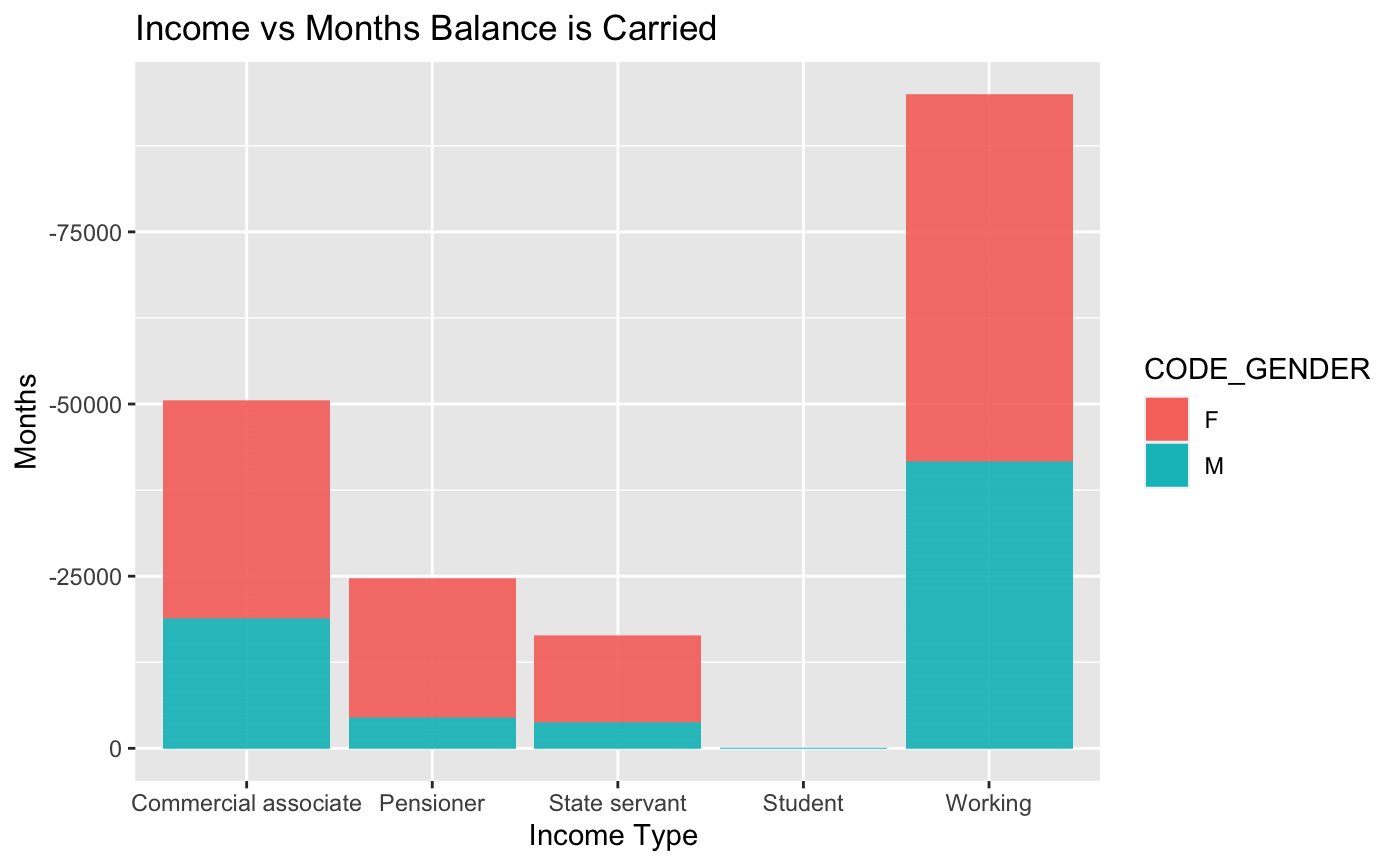 Income vs Months Balance is Carried
Months
-75000
-50000
-25000
0
Commercial associate Pensioner State servant Student Working
Income Type
CODE_GENDER
F
M